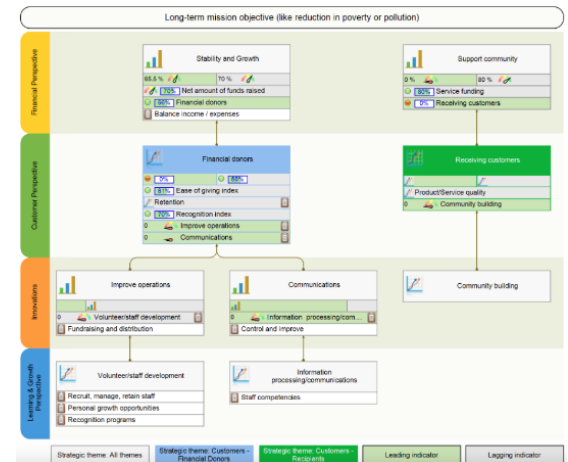 Long-term mission objective (like reduction in poverty or pollution)
Financial Perspective
Stability and Growth
65.5 % 70 %
70% Net amount of funds raised
66% Financial donors
Balance income / expenses
Support community
0 % 80 %
80% Service funding
0% Receiving customers
Customer Perspective
Financial donors
0% 68%
61% Ease of giving index
Retention
70% Recognition index
0 Improve operations
0 Communications
Receiving customers
Product/Service quality
0 Community building
Innovations
Improve operations
0 Volunteer/staff development
Fundraising and distribution
Communications
0 Information processing/com...
Control and improve
Community building
Learning & Growth
Perspective
Volunteer/staff development
Recruit, manage, retain staff
Personal growth opportunities
Recognition programs
Information
processing/communications
Staff competencies
Strategic theme: All themes
Strategic theme: Customers -
Financial Donors
Strategic theme: Customers -
Recipients
Leading indicator
Lagging indicator